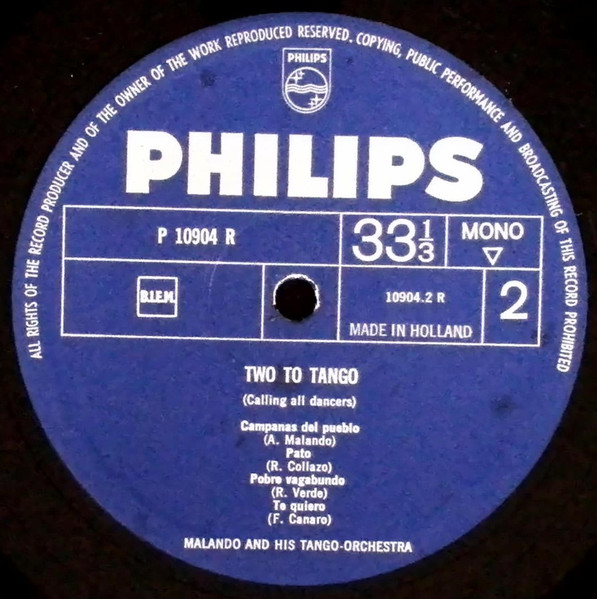 ALL RIGHTS OF THE RECORD PRODUCER AND OF THE OWNER OF THE WORK REPRODUCED RESERVED. COPYING, PUBLIC PERFORMANCE AND BROADCASTING OF THIS RECORD PROHIBITED
PHILIPS
PHILIPS
P 10904 R
33⅓
MONO
B.I.E.M.
10904.2 R
2
MADE IN HOLLAND
TWO TO TANGO
(Calling all dancers)
Campanas del pueblo
(A. Malando)
Pato
(R. Collazo)
Pobre vagabundo
(R. Verde)
Te quiero
(F. Canaro)
MALANDO AND HIS TANGO-ORCHESTRA